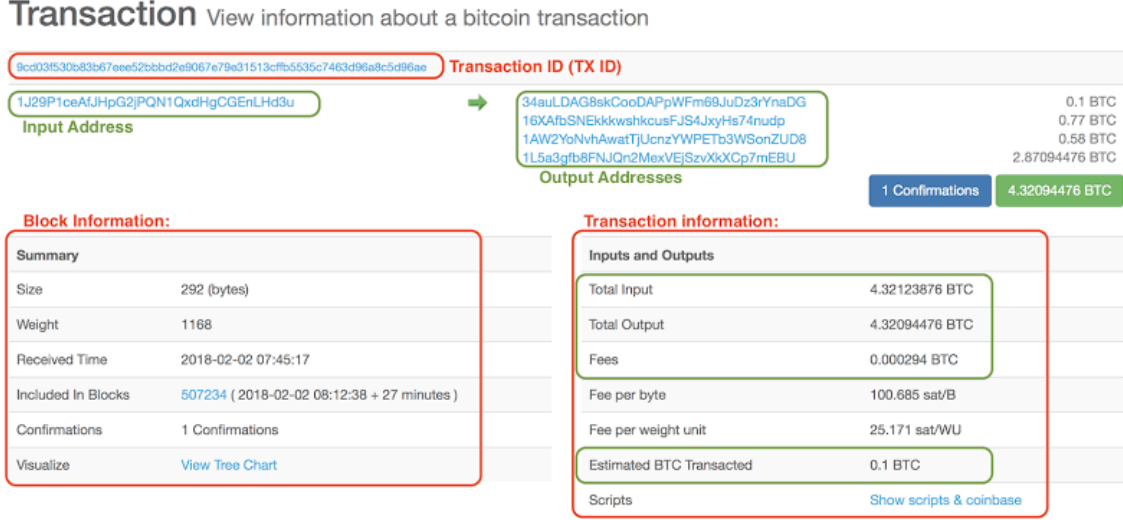 Transaction View information about a bitcoin transaction
9cd03f530b83b67eee52bbbd2e9067e79e31513cffb5535c7463d96a8c5d96ae Transaction ID (TX ID)
1J29P1ceAfJHpG2jPQN1QxdHgCGEnLHd3u 34auLDAG8skCooDAPpWFm69JuDz3rYnaDG 0.1 BTC
Input Address 16XAfbSNEkkkwshkcusFJS4JxyHs74nudp 0.77 BTC
1AW2YoNvhAwatTjUcnzYWPETb3WSonZUD8 0.58 BTC
1L5a3gfb8FNJQn2MexVEjSzvXkXCp7mEBU 2.87094476 BTC
Output Addresses
1 Confirmations 4.32094476 BTC
Block Information:
Summary
Size 292 (bytes)
Weight 1168
Received Time 2018-02-02 07:45:17
Included In Blocks 507234 ( 2018-02-02 08:12:38 + 27 minutes )
Confirmations 1 Confirmations
Visualize View Tree Chart
Transaction information:
Inputs and Outputs
Total Input 4.32123876 BTC
Total Output 4.32094476 BTC
Fees 0.000294 BTC
Fee per byte 100.685 sat/B
Fee per weight unit 25.171 sat/WU
Estimated BTC Transacted 0.1 BTC
Scripts Show scripts & coinbase